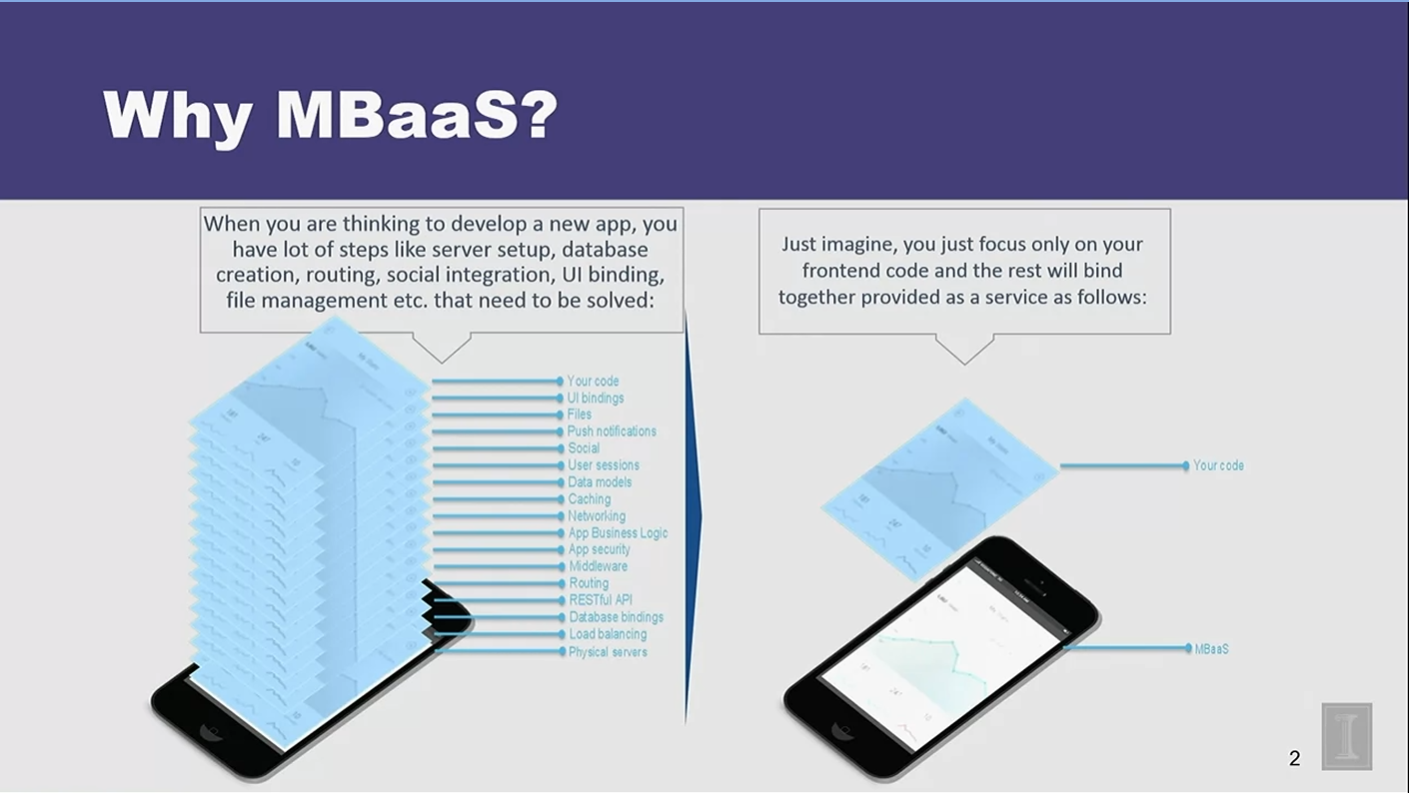 Why MBaaS?
When you are thinking to develop a new app, you
have lot of steps like server setup, database
creation, routing, social integration, UI binding,
file management etc. that need to be solved:
Just imagine, you just focus only on your
frontend code and the rest will bind
together provided as a service as follows:
Your code
UI bindings
Files
Push notifications
Social
User sessions
Data models
Caching
Networking
App Business Logic
App security
Middleware
Routing
RESTful API
Database bindings
Load balancing
Physical servers
Your code
MBaaS
2
I